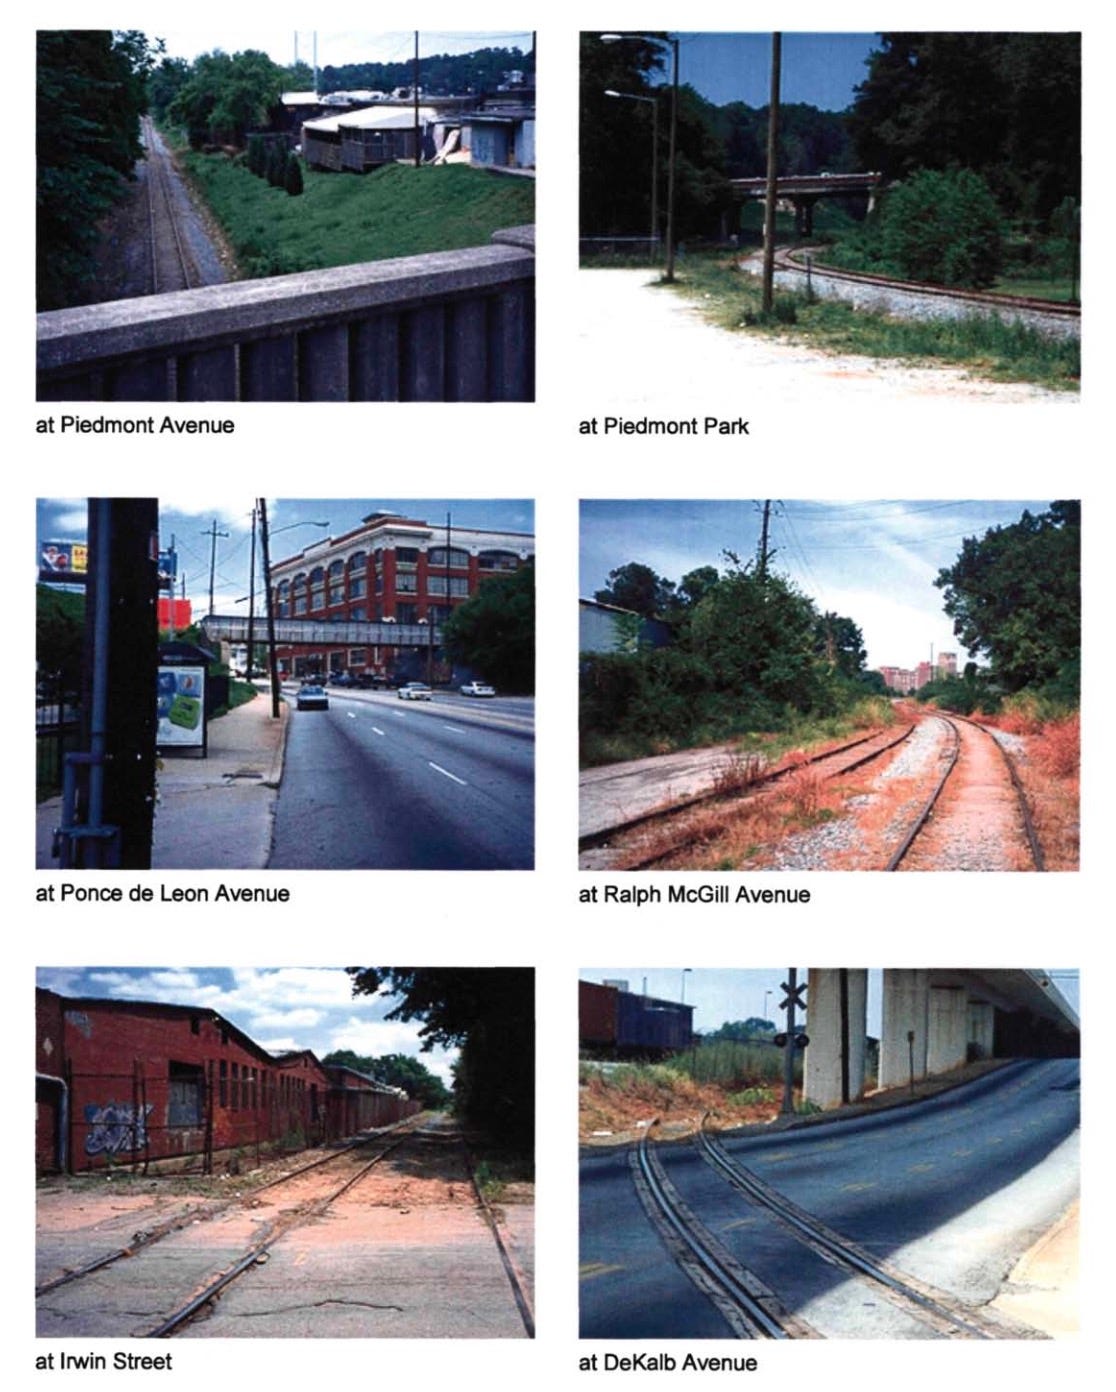 at Piedmont Avenue
at Piedmont Park
at Ponce de Leon Avenue
at Ralph McGill Avenue
at Irwin Street
at DeKalb Avenue